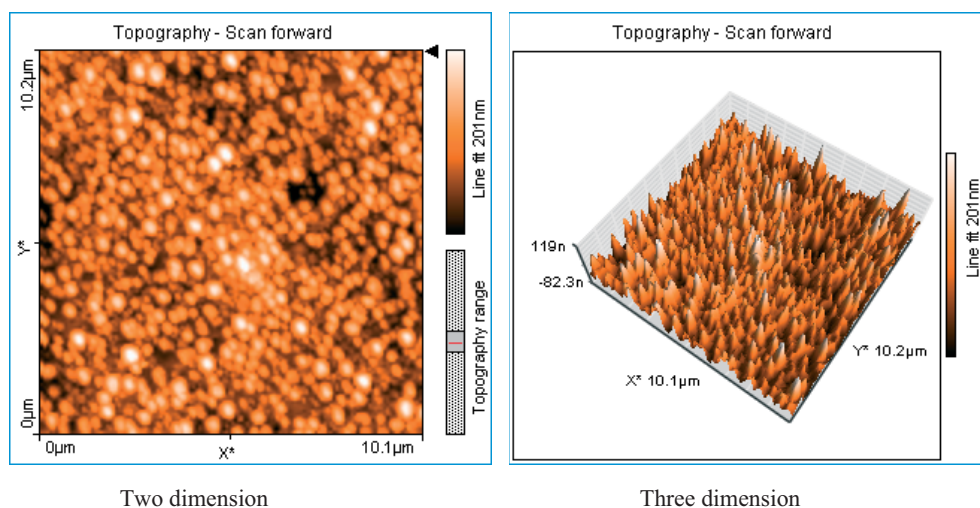 Topography - Scan forward
10.2µm
Y*
0µm
0µm
X*
10.1µm
Line fit 201nm
Topography range
Topography - Scan forward
119n
-82.3n
X* 10.1µm
Y* 10.2µm
Line fit 201nm
Two dimension
Three dimension